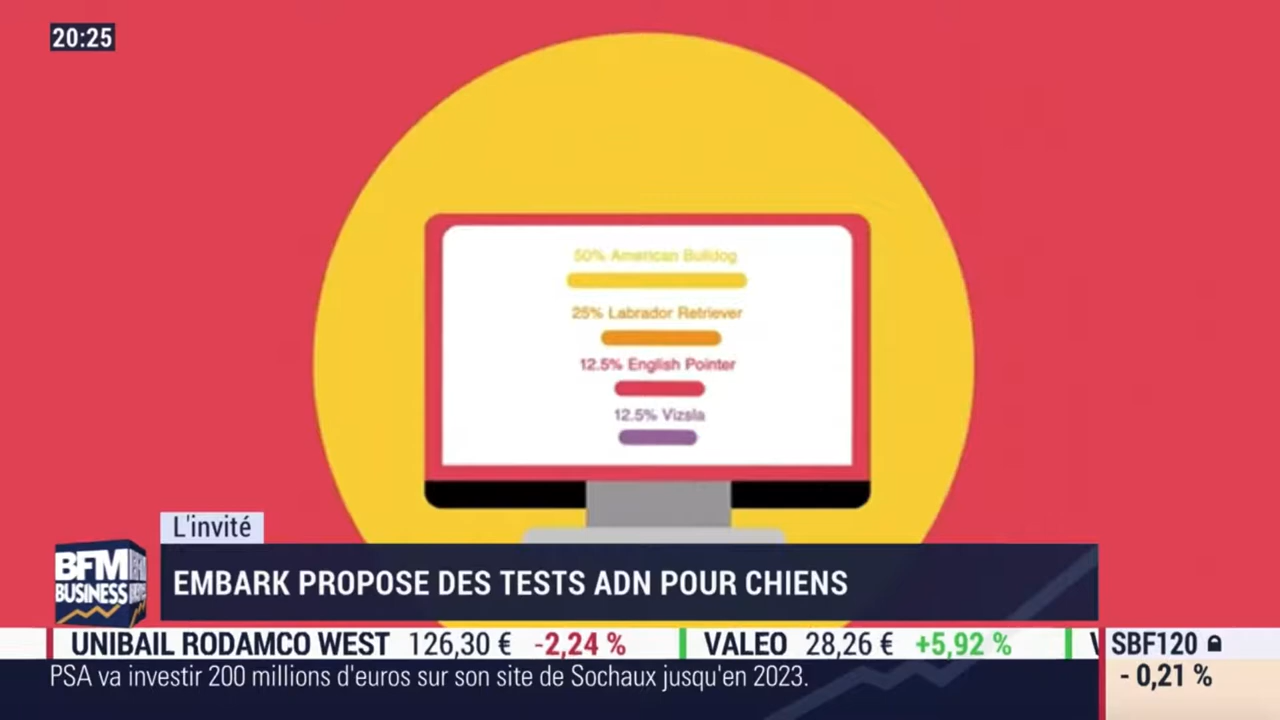 20:25
50% American Bulldog
25% Labrador Retriever
12.5% English Pointer
12.5% Vizsla
L'invité
BFM
BUSINESS
EMBARK PROPOSE DES TESTS ADN POUR CHIENS
UNIBAIL RODAMCO WEST 126,30 € -2,24 % VALEO 28,26 € +5,92 %
SBF120
- 0,21 %
PSA va investir 200 millions d'euros sur son site de Sochaux jusqu'en 2023.